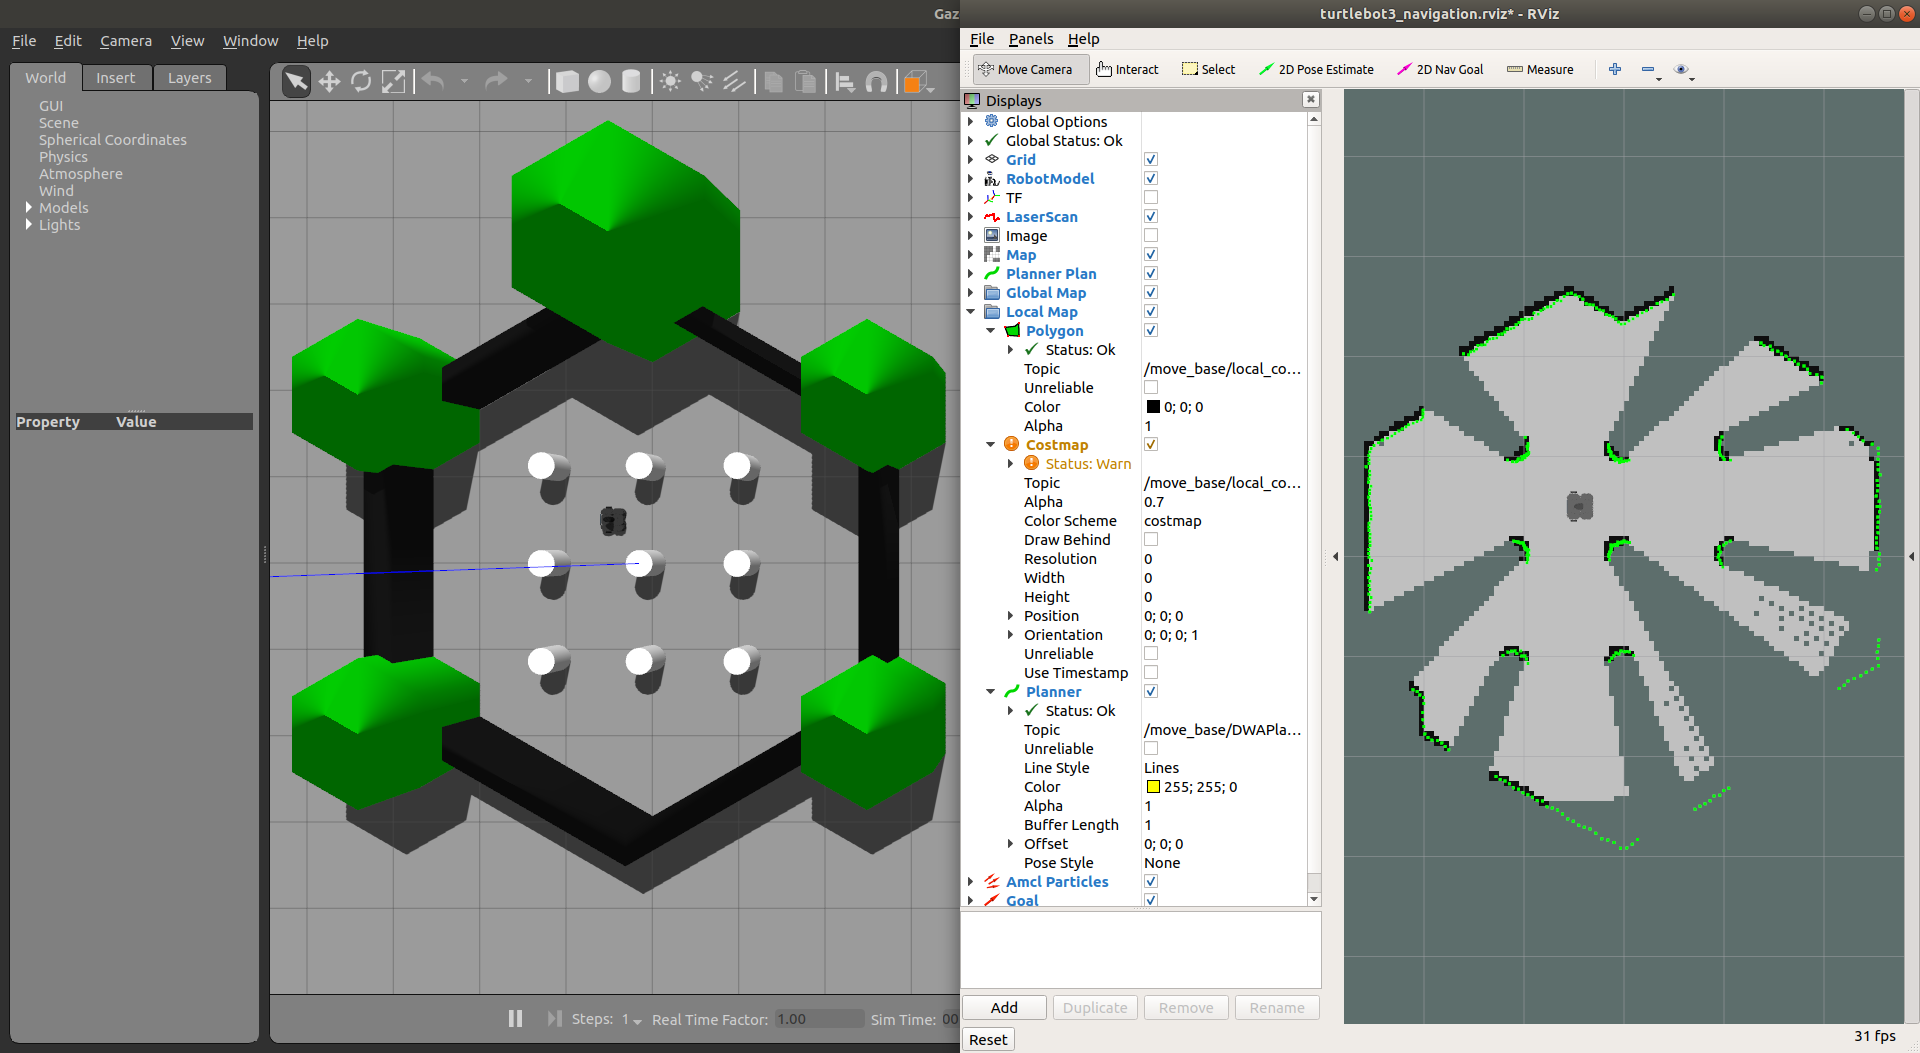 Gaz
File Edit Camera View Window Help
World Insert Layers
GUI
Scene
Spherical Coordinates
Physics
Atmosphere
Wind
Models
Lights
Property Value
Steps: 1 Real Time Factor: 1.00 Sim Time: 00
turtlebot3_navigation.rviz* - RViz
File Panels Help
Move Camera Interact Select 2D Pose Estimate 2D Nav Goal Measure
Displays
Global Options
Global Status: Ok
Grid
RobotModel
TF
LaserScan
Image
Map
Planner Plan
Global Map
Local Map
Polygon
Status: Ok
Topic /move_base/local_co...
Unreliable
Color 0; 0; 0
Alpha 1
Costmap
Status: Warn
Topic /move_base/local_co...
Alpha 0.7
Color Scheme costmap
Draw Behind
Resolution 0
Width 0
Height 0
Position 0; 0; 0
Orientation 0; 0; 0; 1
Unreliable
Use Timestamp
Planner
Status: Ok
Topic /move_base/DWAPla...
Unreliable
Line Style Lines
Color 255; 255; 0
Alpha 1
Buffer Length 1
Offset 0; 0; 0
Pose Style None
Amcl Particles
Goal
Add Duplicate Remove Rename
Reset
31 fps